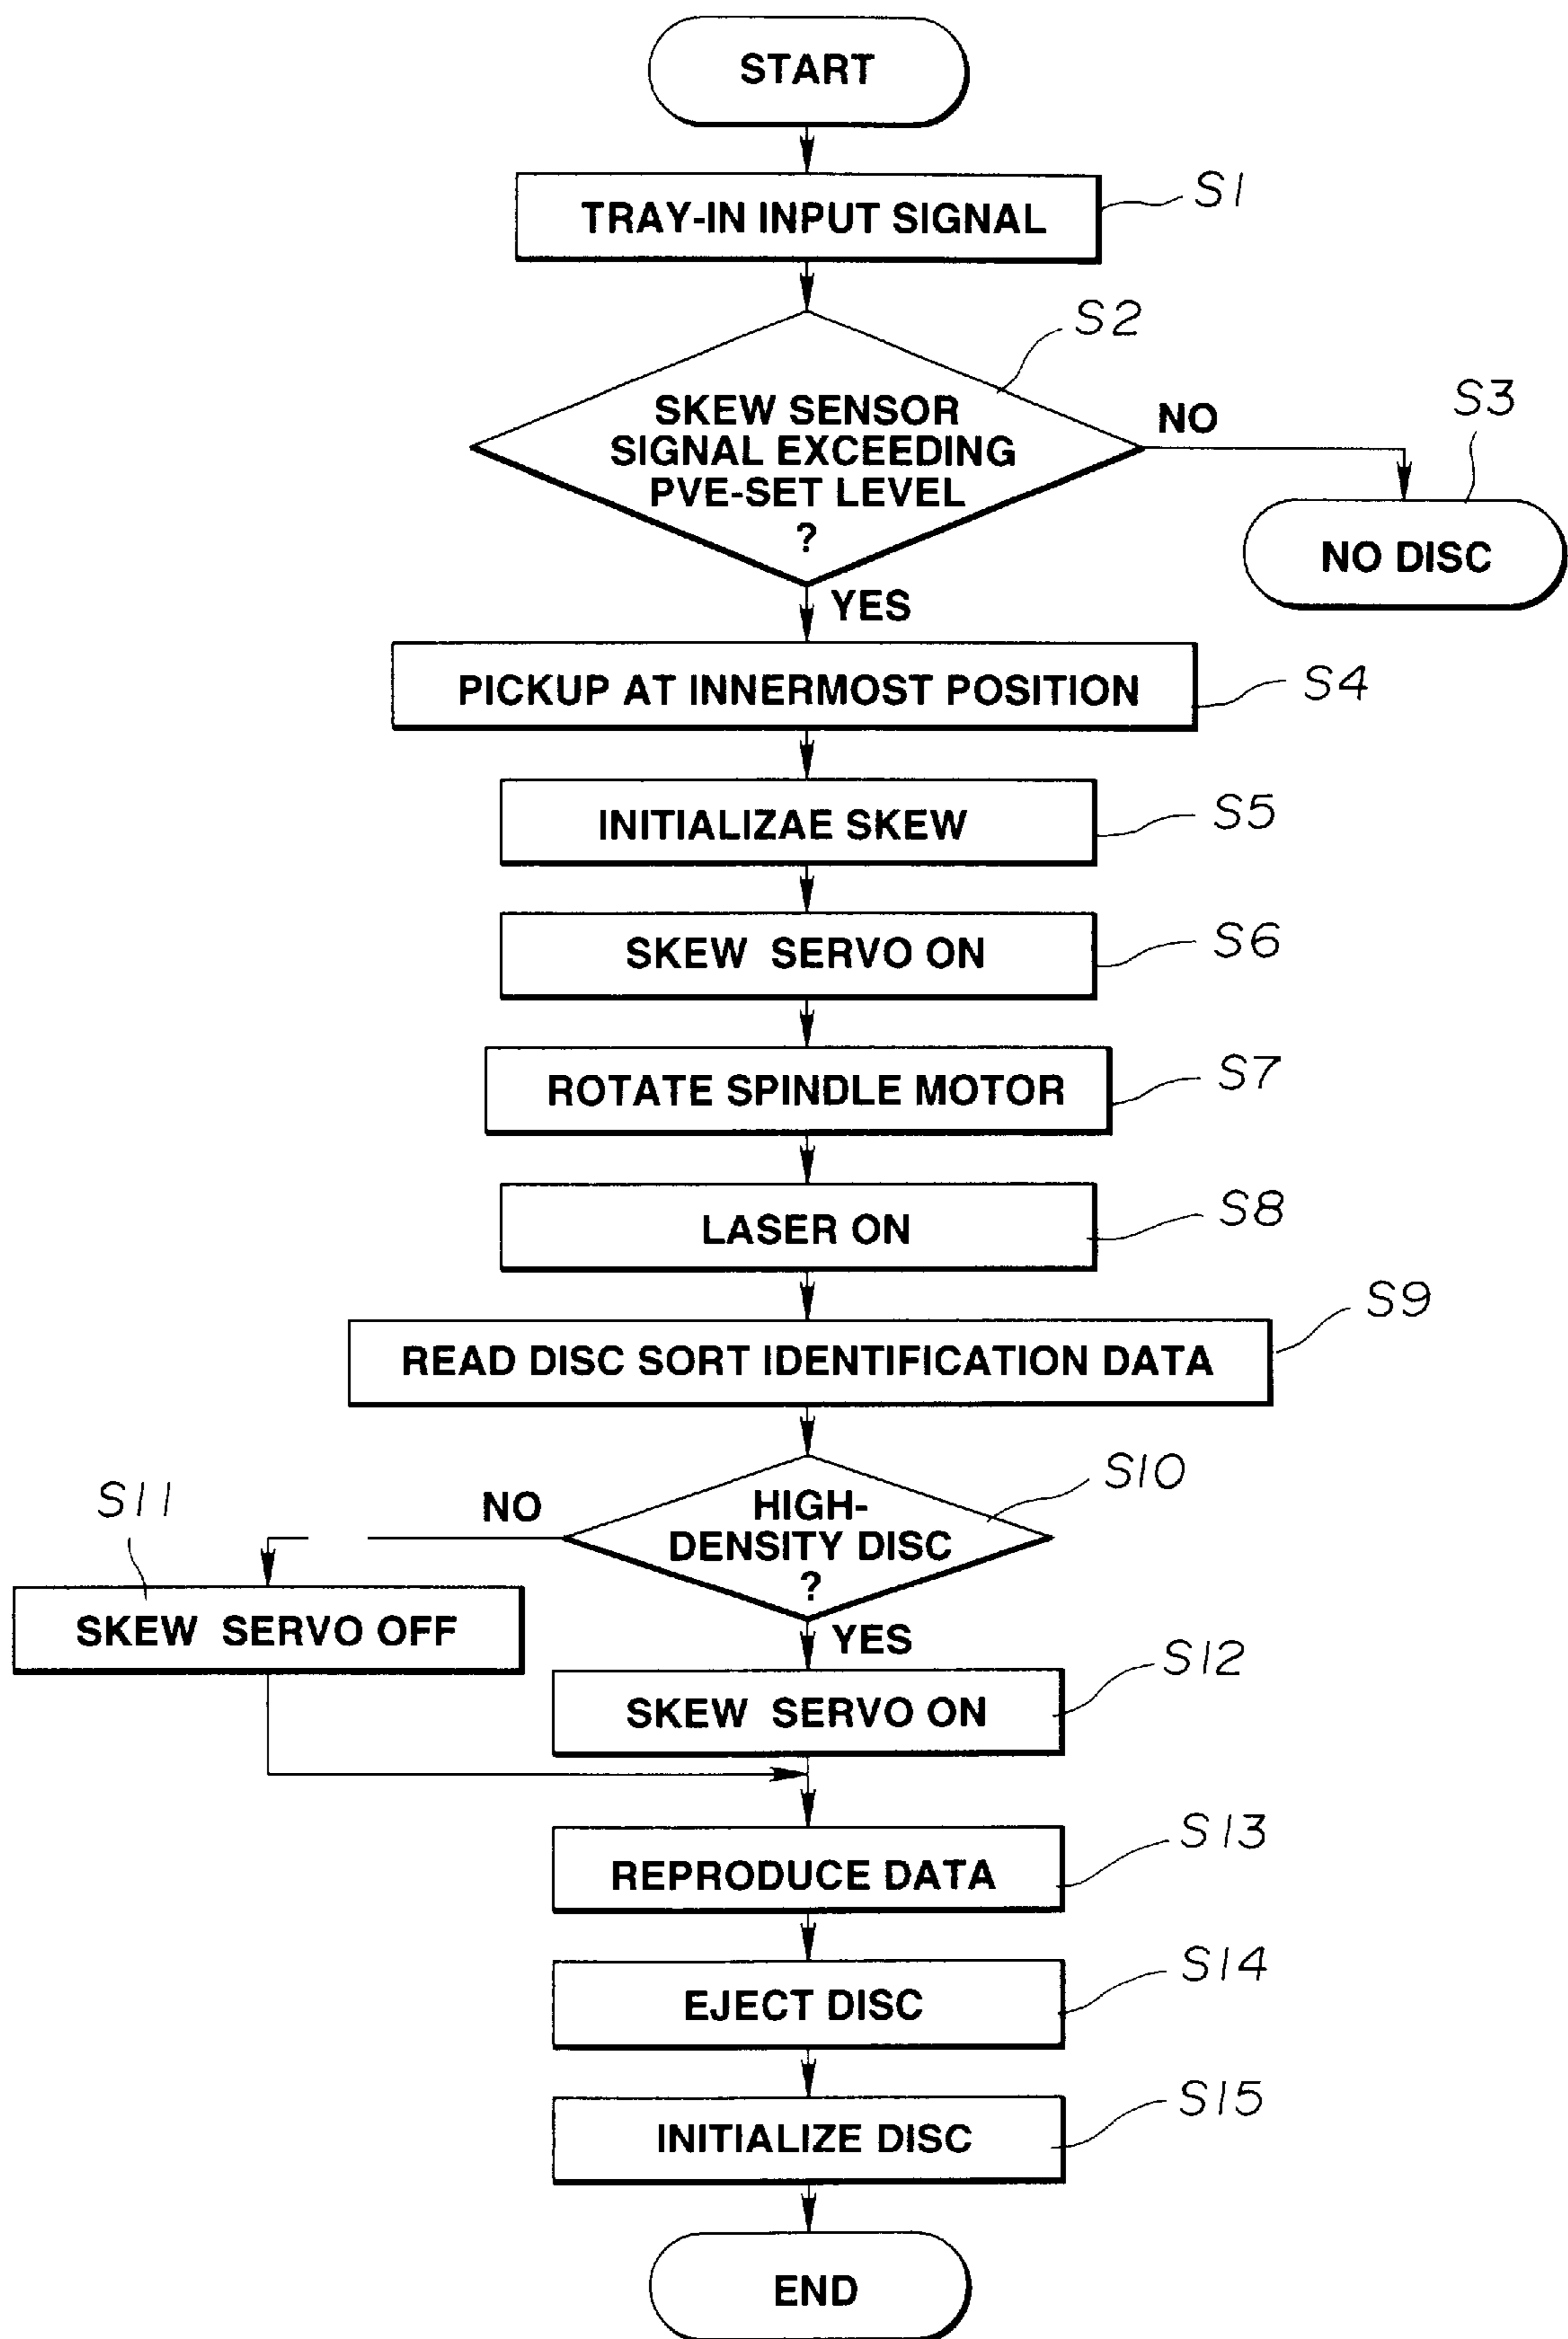 START
TRAY-IN INPUT SIGNAL
S1
S2
SKEW SENSOR
SIGNAL EXCEEDING
PVE-SET LEVEL
?
NO
S3
NO DISC
YES
PICKUP AT INNERMOST POSITION
S4
INITIALIZAE SKEW
S5
SKEW SERVO ON
S6
ROTATE SPINDLE MOTOR
S7
LASER ON
S8
READ DISC SORT IDENTIFICATION DATA
S9
HIGH-
DENSITY DISC
?
S10
NO
S11
SKEW SERVO OFF
YES
SKEW SERVO ON
S12
REPRODUCE DATA
S13
EJECT DISC
S14
INITIALIZE DISC
S15
END